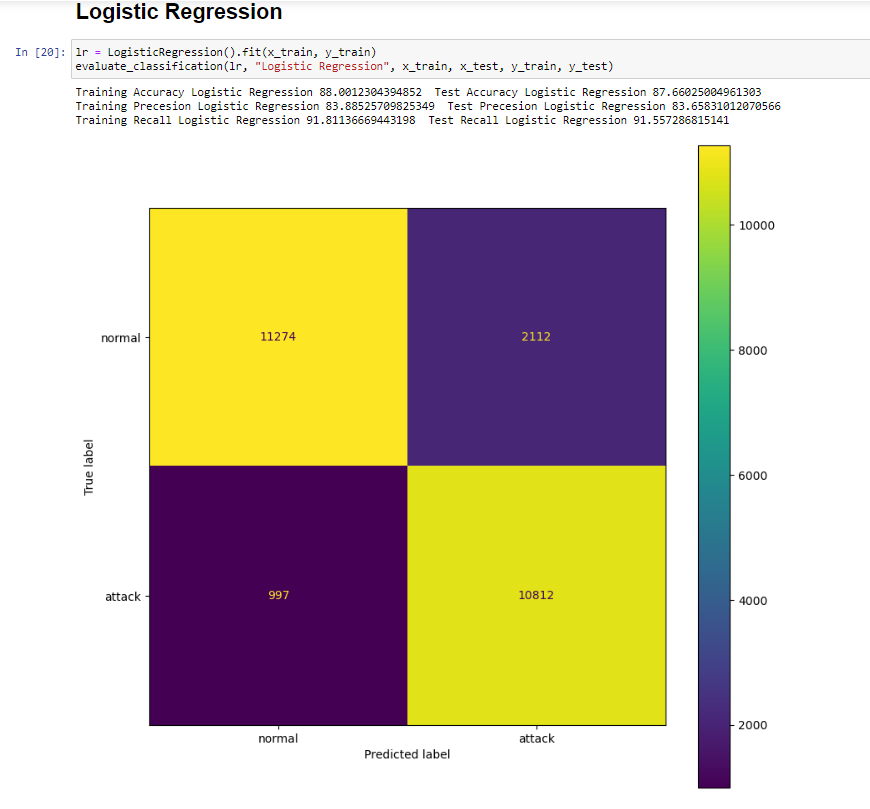 Logistic Regression
In [20]: lr = LogisticRegression().fit(x_train, y_train)
evaluate_classification(lr, "Logistic Regression", x_train, x_test, y_train, y_test)
Training Accuracy Logistic Regression 88.0012304394852  Test Accuracy Logistic Regression 87.66025004961303
Training Precesion Logistic Regression 83.88525709825349  Test Precesion Logistic Regression 83.65831012070566
Training Recall Logistic Regression 91.81136669443198  Test Recall Logistic Regression 91.557286815141
10000
normal 11274 2112
8000
True label
6000
attack 997 10812
4000
2000
normal attack
Predicted label